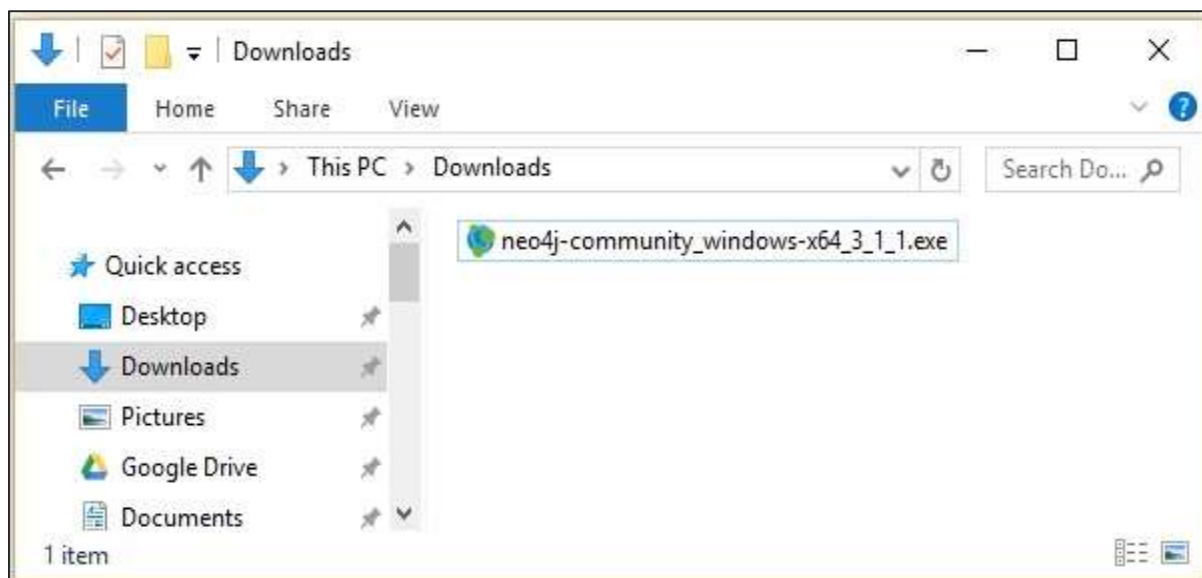 Downloads
File Home Share View
This PC Downloads Search Do...
neo4j-community_windows-x64_3_1_1.exe
Quick access
Desktop
Downloads
Pictures
Google Drive
Documents
1 item